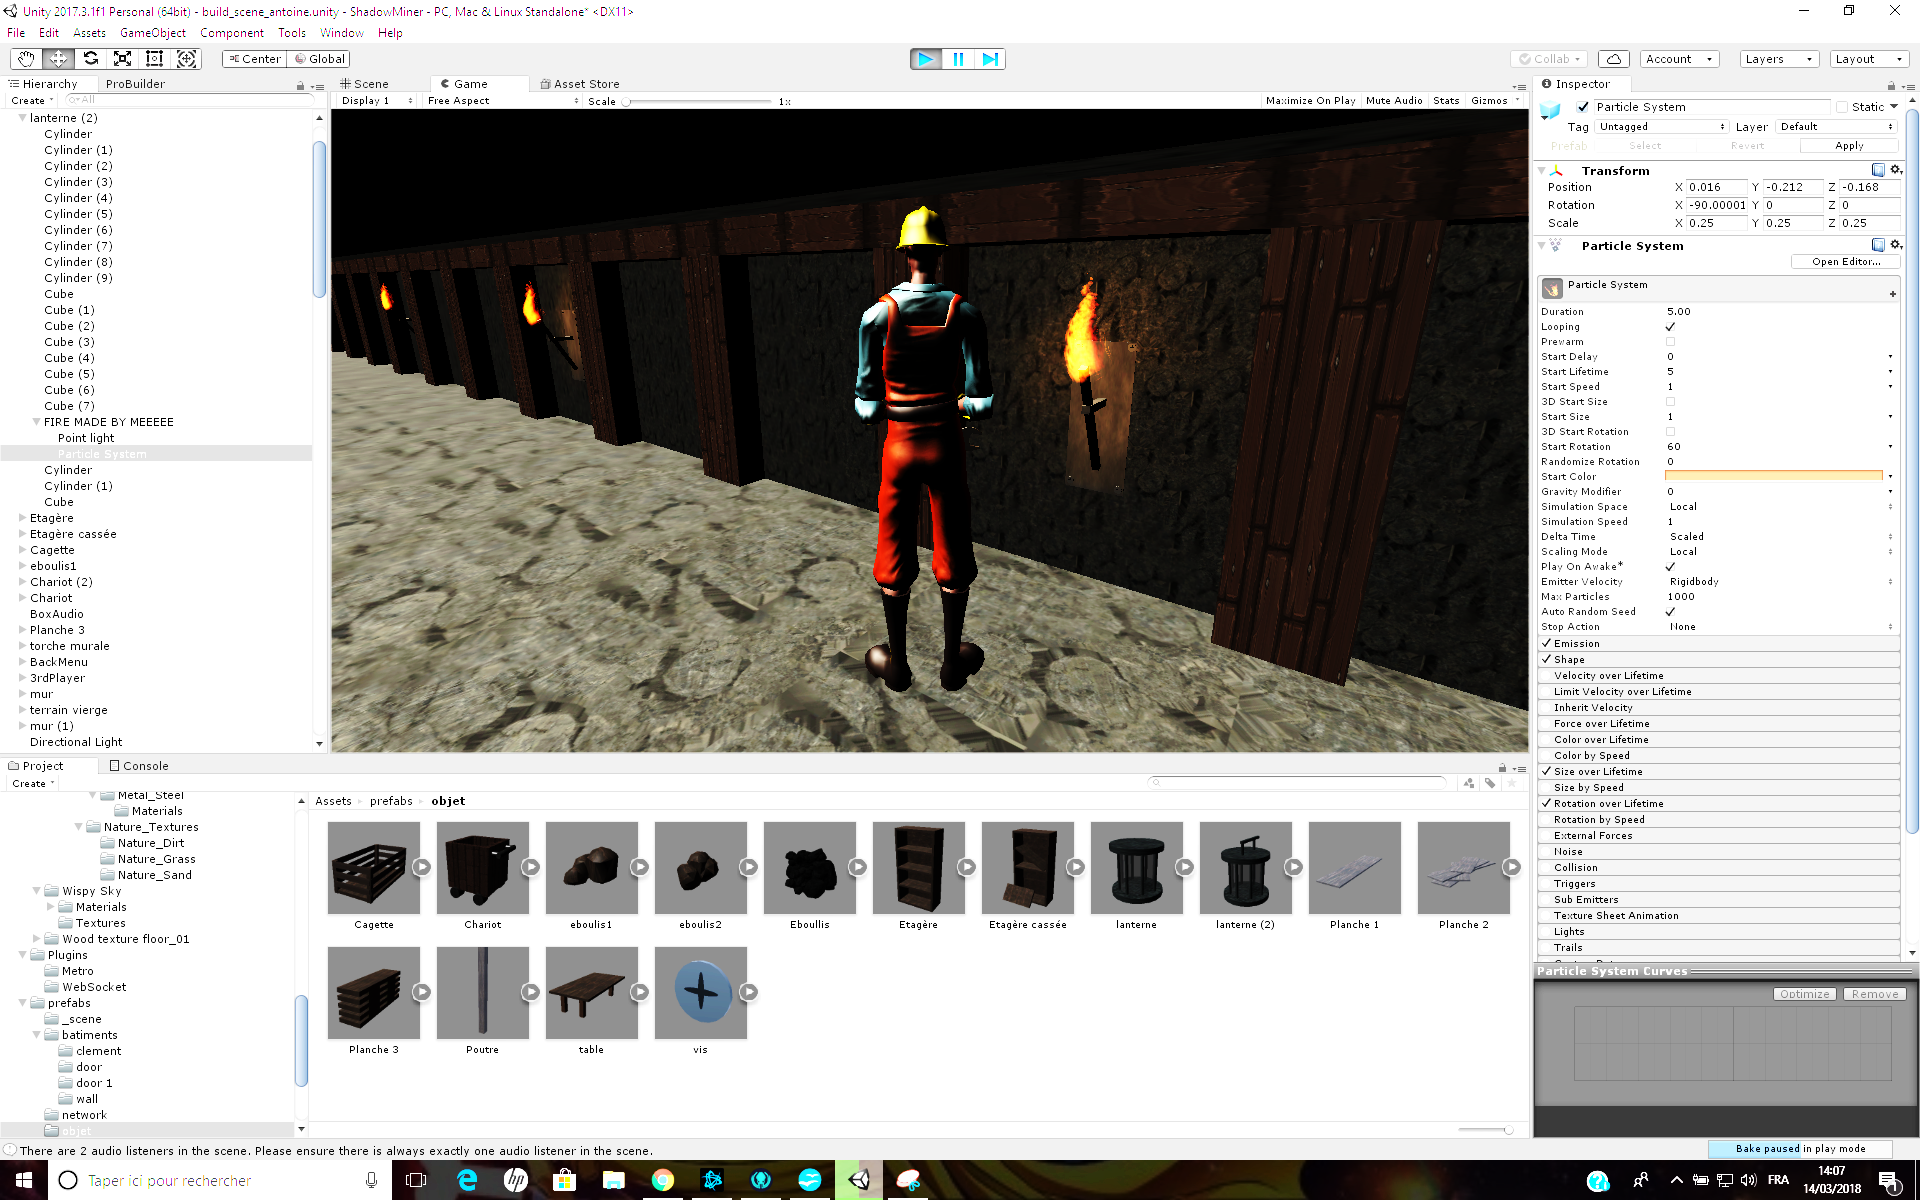 Unity 2017.3.1f1 Personal (64bit) - build_scene_antoine.unity - ShadowMiner - PC, Mac & Linux Standalone* <DX11>
File Edit Assets GameObject Component Tools Window Help
Center Global
Collab Account Layers Layout
Hierarchy ProBuilder
Create All
lanterne (2)
Cylinder
Cylinder (1)
Cylinder (2)
Cylinder (3)
Cylinder (4)
Cylinder (5)
Cylinder (6)
Cylinder (7)
Cylinder (8)
Cylinder (9)
Cube
Cube (1)
Cube (2)
Cube (3)
Cube (4)
Cube (5)
Cube (6)
Cube (7)
FIRE MADE BY MEEEEE
Point light
Particle System
Cylinder
Cylinder (1)
Cube
Etagère
Etagère cassée
Cagette
eboulis1
Chariot (2)
Chariot
BoxAudio
Planche 3
torche murale
BackMenu
3rdPlayer
mur
terrain vierge
mur (1)
Directional Light
Scene Game Asset Store
Display 1 Free Aspect Scale 1x Maximize On Play Mute Audio Stats Gizmos
Inspector
Particle System Static
Tag Untagged Layer Default
Prefab Select Revert Apply
Transform
Position X 0.016 Y -0.212 Z -0.168
Rotation X -90.00001 Y 0 Z 0
Scale X 0.25 Y 0.25 Z 0.25
Particle System
Open Editor...
Particle System
Duration 5.00
Looping
Prewarm
Start Delay 0
Start Lifetime 5
Start Speed 1
3D Start Size
Start Size 1
3D Start Rotation
Start Rotation 60
Randomize Rotation 0
Start Color
Gravity Modifier 0
Simulation Space Local
Simulation Speed 1
Delta Time Scaled
Scaling Mode Local
Play On Awake*
Emitter Velocity Rigidbody
Max Particles 1000
Auto Random Seed
Stop Action None
Emission
Shape
Velocity over Lifetime
Limit Velocity over Lifetime
Inherit Velocity
Force over Lifetime
Color over Lifetime
Color by Speed
Size over Lifetime
Size by Speed
Rotation over Lifetime
Rotation by Speed
External Forces
Noise
Collision
Triggers
Sub Emitters
Texture Sheet Animation
Lights
Trails
Particle System Curves
Optimize Remove
Project Console
Create
Metal_Steel
Materials
Nature_Textures
Nature_Dirt
Nature_Grass
Nature_Sand
Wispy Sky
Materials
Textures
Wood texture floor_01
Plugins
Metro
WebSocket
prefabs
_scene
batiments
clement
door
door 1
wall
network
objet
Assets prefabs objet
Cagette Chariot eboulis1 eboulis2 Eboullis Etagère Etagère cassée lanterne lanterne (2) Planche 1 Planche 2
Planche 3 Poutre table vis
There are 2 audio listeners in the scene. Please ensure there is always exactly one audio listener in the scene.
Bake paused in play mode
Taper ici pour rechercher
FRA
14:07
14/03/2018